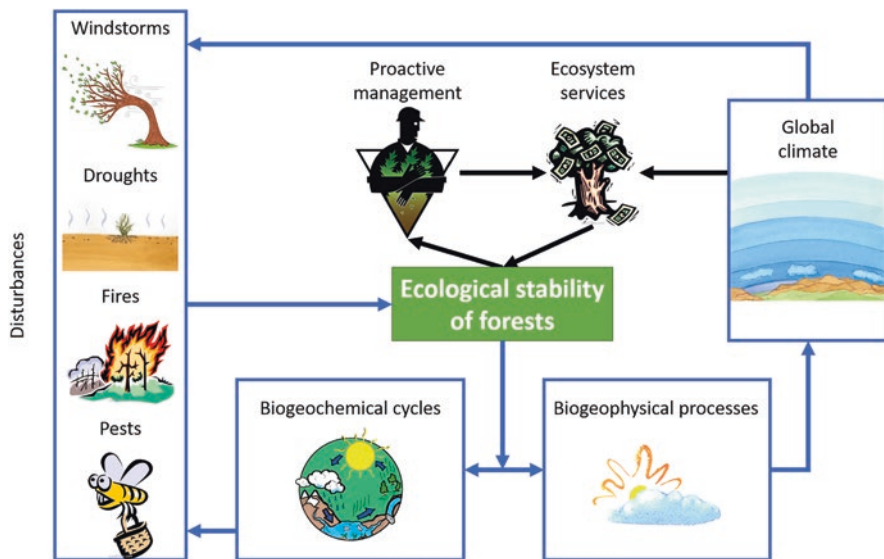 Windstorms
Droughts
Fires
Pests
Disturbances
Proactive
management
Ecosystem
services
Global
climate
Ecological stability
of forests
Biogeochemical cycles
Biogeophysical processes